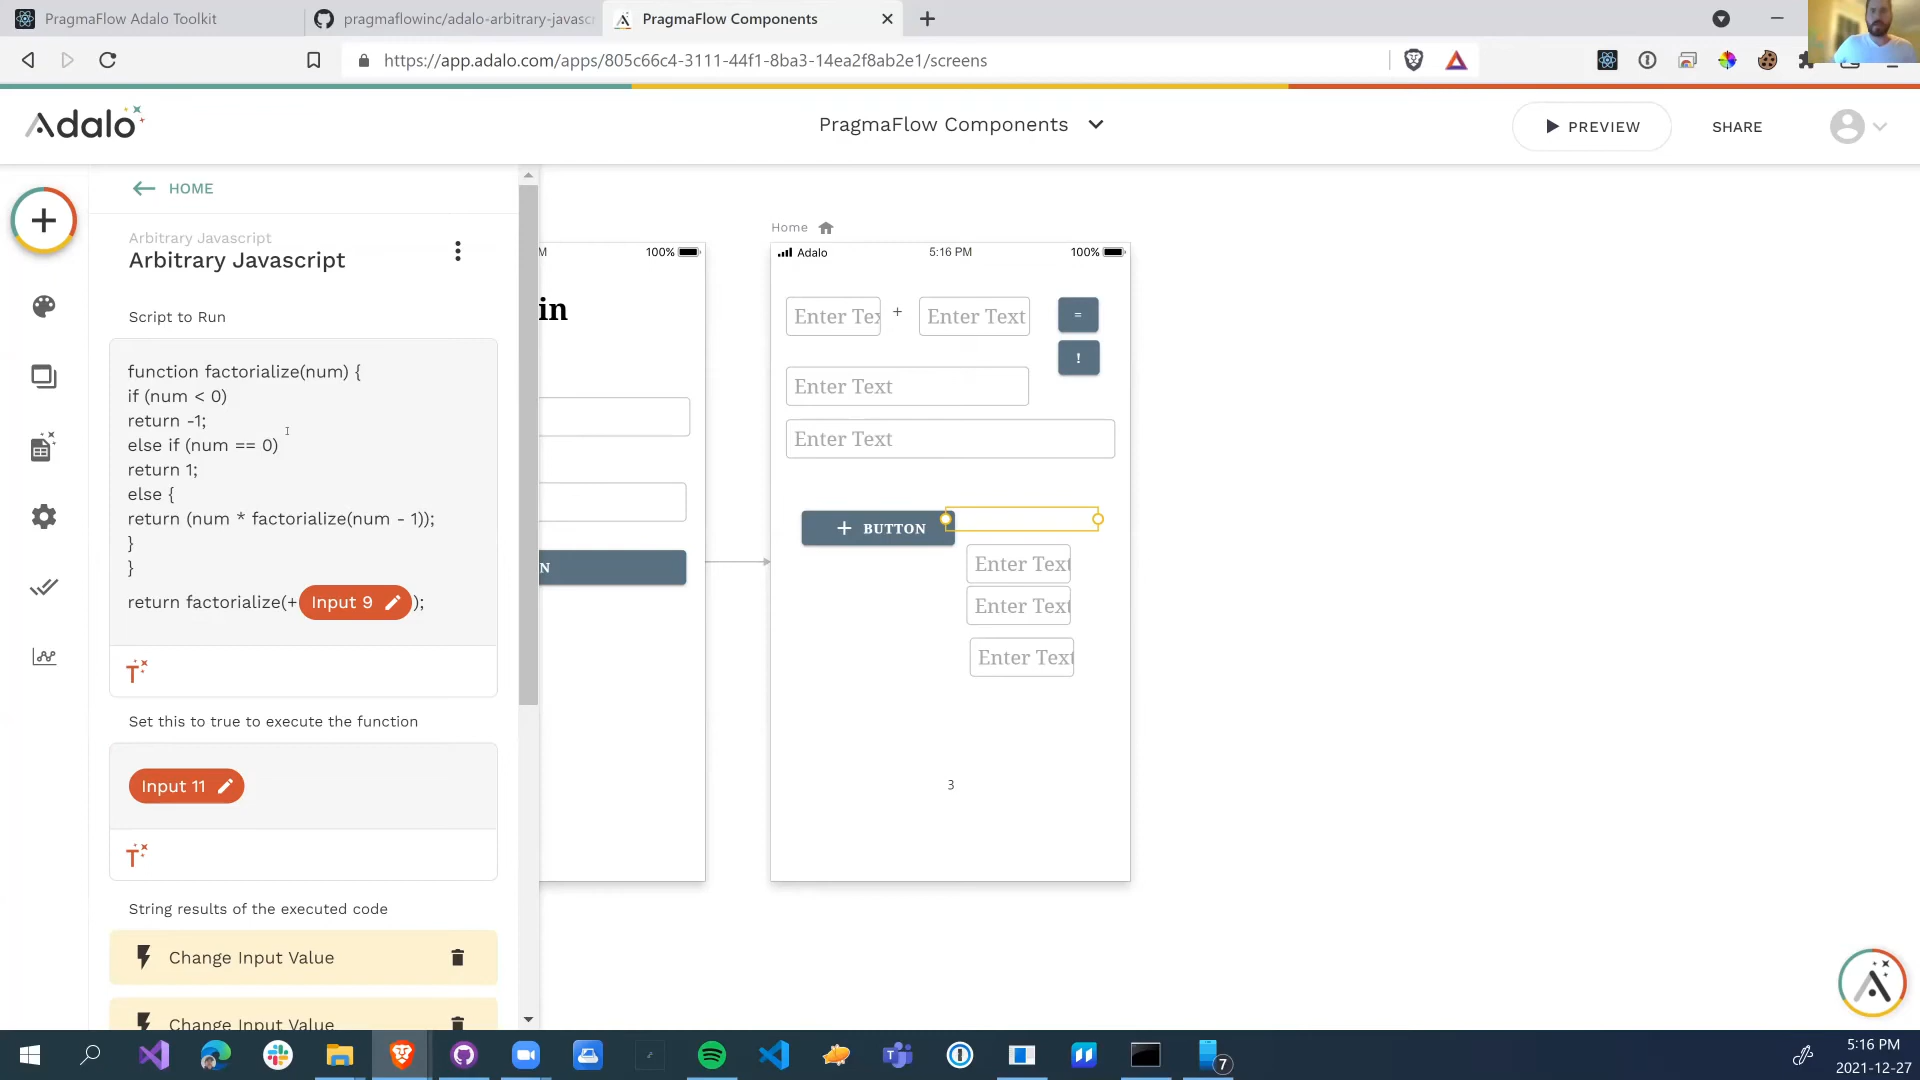 PragmaFlow Adalo Toolkit
pragmaflowinc/adalo-arbitrary-javasc
PragmaFlow Components
https://app.adalo.com/apps/805c66c4-3111-44f1-8ba3-14ea2f8ab2e1/screens
Adalo
PragmaFlow Components
PREVIEW
SHARE
HOME
Arbitrary Javascript
Arbitrary Javascript
Script to Run
function factorialize(num) {
if (num < 0)
return -1;
else if (num == 0)
return 1;
else {
return (num * factorialize(num - 1));
}
}
return factorialize(+ Input 9 );
Set this to true to execute the function
Input 11
String results of the executed code
Change Input Value
Change Input Value
M
100%
in
N
Home
Adalo
5:16 PM
100%
Enter Tex
+
Enter Text
=
!
Enter Text
Enter Text
+ BUTTON
Enter Text
Enter Text
Enter Text
3
7
5:16 PM
2021-12-27